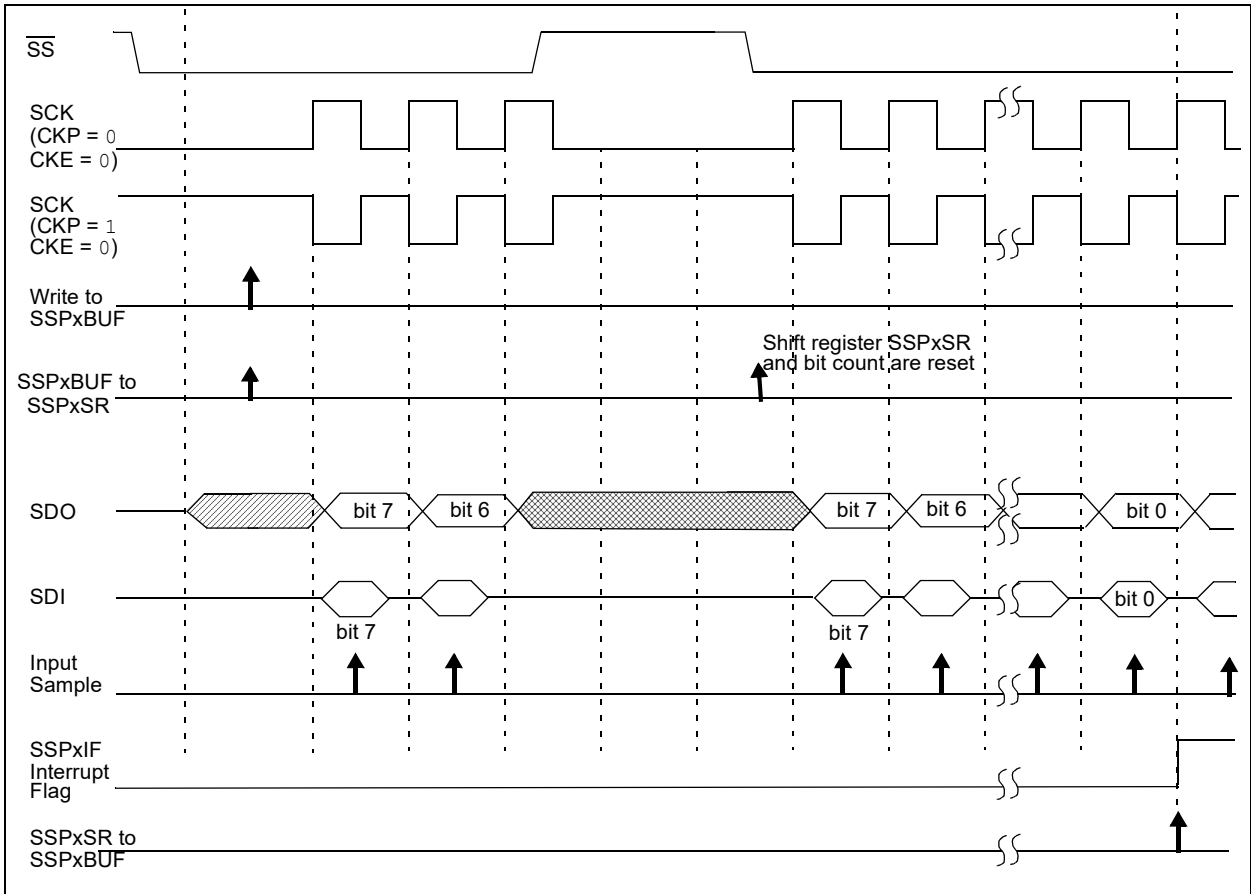 SS
SCK
(CKP = 0
CKE = 0)
SCK
(CKP = 1
CKE = 0)
Write to
SSPxBUF
Shift register SSPxSR
and bit count are reset
SSPxBUF to
SSPxSR
SDO
bit 7
bit 6
bit 7
bit 6
bit 0
SDI
bit 0
bit 7
bit 7
Input
Sample
SSPxIF
Interrupt
Flag
SSPxSR to
SSPxBUF